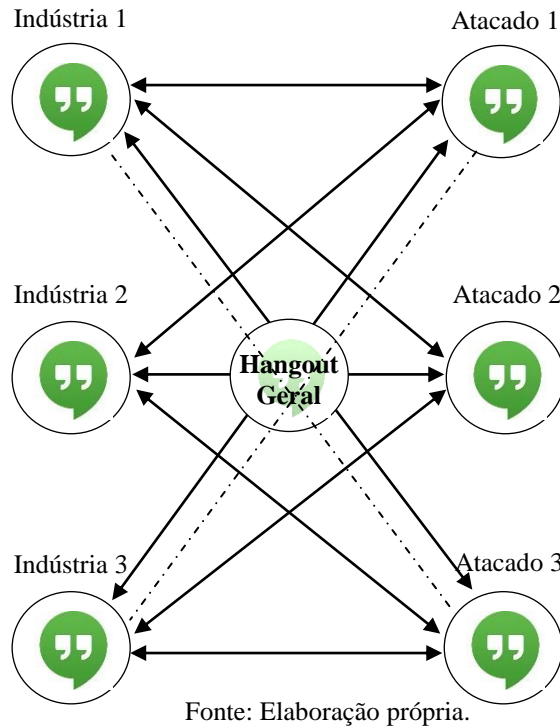 Indústria 1
Atacado 1
Indústria 2
Atacado 2
Hangout
Geral
Indústria 3
Atacado 3
Fonte: Elaboração própria.